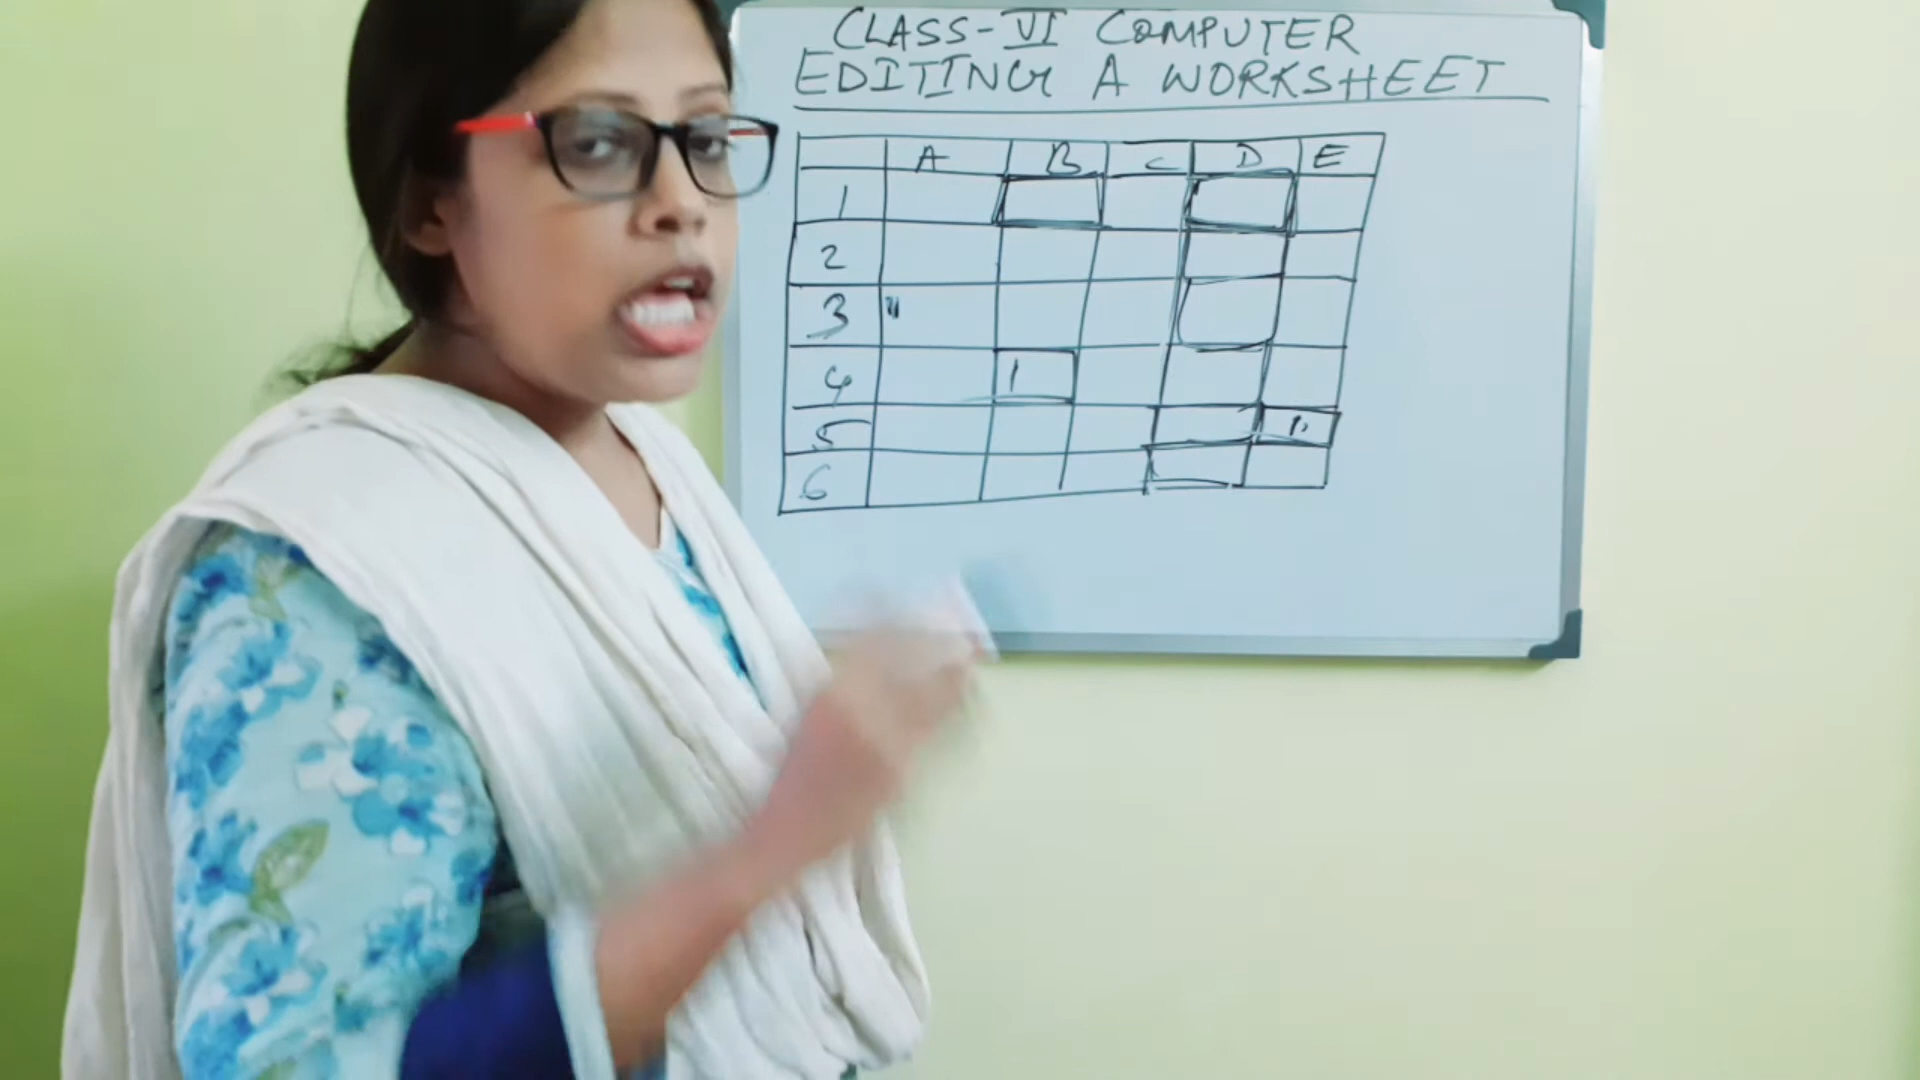 CLASS-VI COMPUTER
EDITING A WORKSHEET
A B C D E
1
2
3 "
4 1
5
6